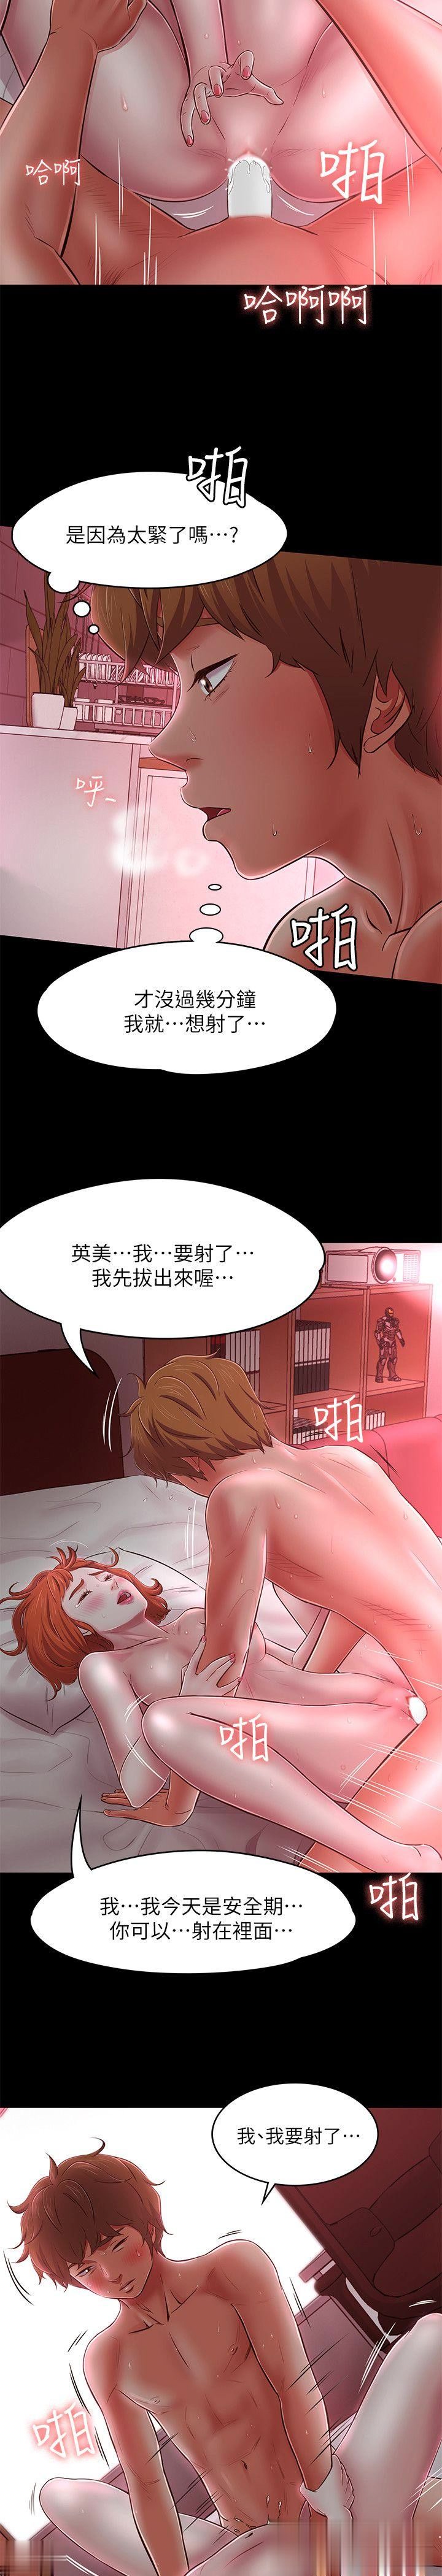 哈啊
啪
哈啊啊
啪
是因為太緊了嗎⋯?
呼
啪
才沒過幾分鐘
我就⋯想射了⋯
英美⋯我⋯要射了⋯
我先拔出來喔⋯
啪
啪
我⋯我今天是安全期⋯
你可以⋯射在裡面⋯
啪
我、我要射了⋯
啪